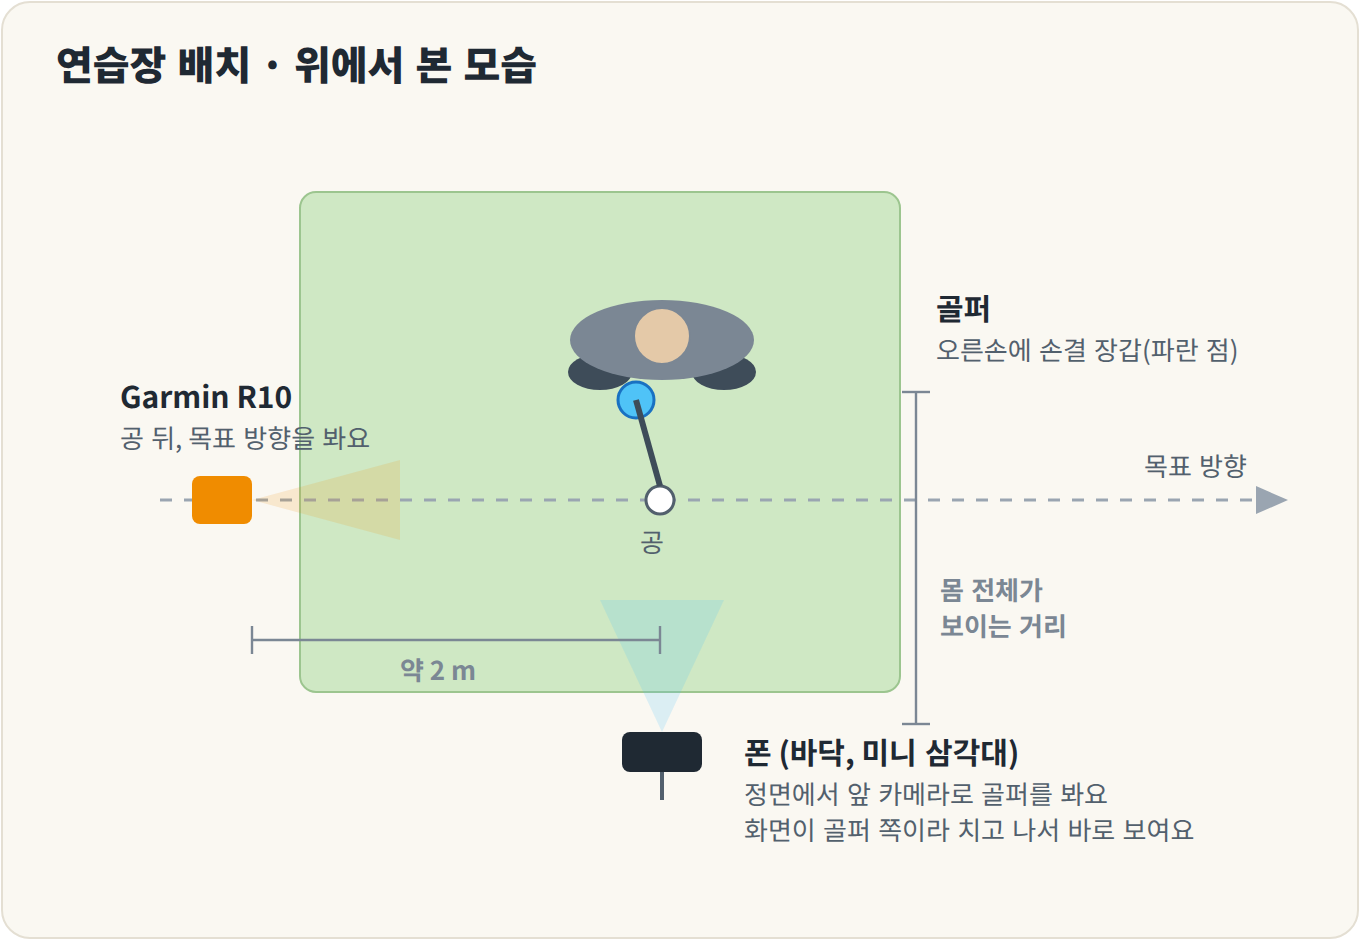 연습장 배치 · 위에서 본 모습
골퍼
오른손에 손결 장갑(파란 점)
Garmin R10
공 뒤, 목표 방향을 봐요
목표 방향
공
몸 전체가
보이는 거리
약 2 m
폰 (바닥, 미니 삼각대)
정면에서 앞 카메라로 골퍼를 봐요
화면이 골퍼 쪽이라 치고 나서 바로 보여요